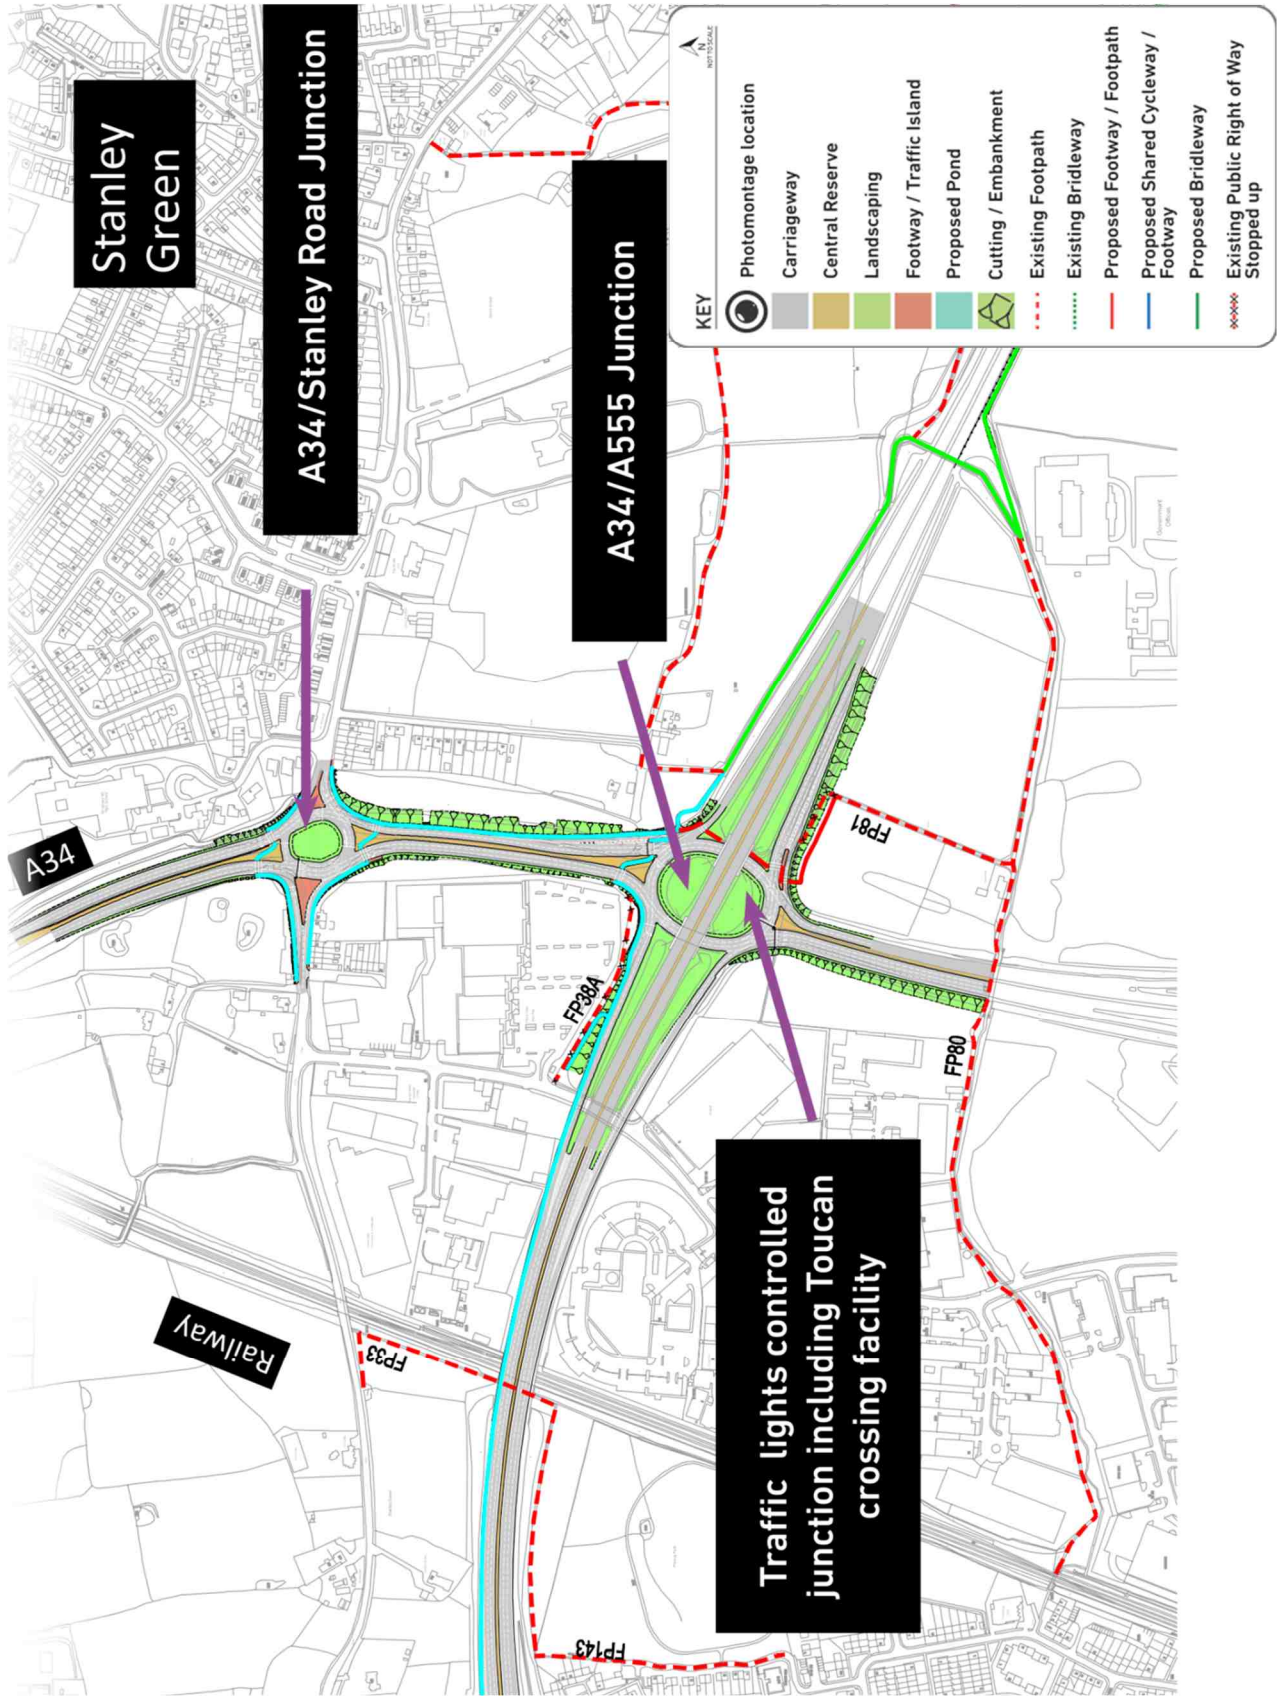 Stanley
Green
A34/Stanley Road Junction
A34/A555 Junction
A34
Railway
FP33
FP38A
FP81
FP80
FP143
Traffic lights controlled
junction including Toucan
crossing facility
KEY
N
NOT TO SCALE
Photomontage location
Carriageway
Central Reserve
Landscaping
Footway / Traffic Island
Proposed Pond
Cutting / Embankment
Existing Footpath
Existing Bridleway
Proposed Footway / Footpath
Proposed Shared Cycleway /
Footway
Proposed Bridleway
Existing Public Right of Way
Stopped up